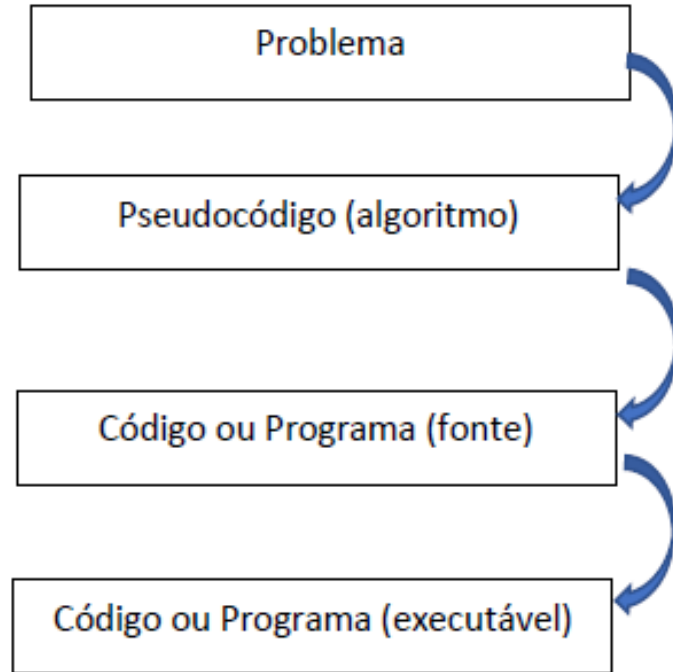 Problema
Pseudocódigo (algoritmo)
Código ou Programa (fonte)
Código ou Programa (executável)